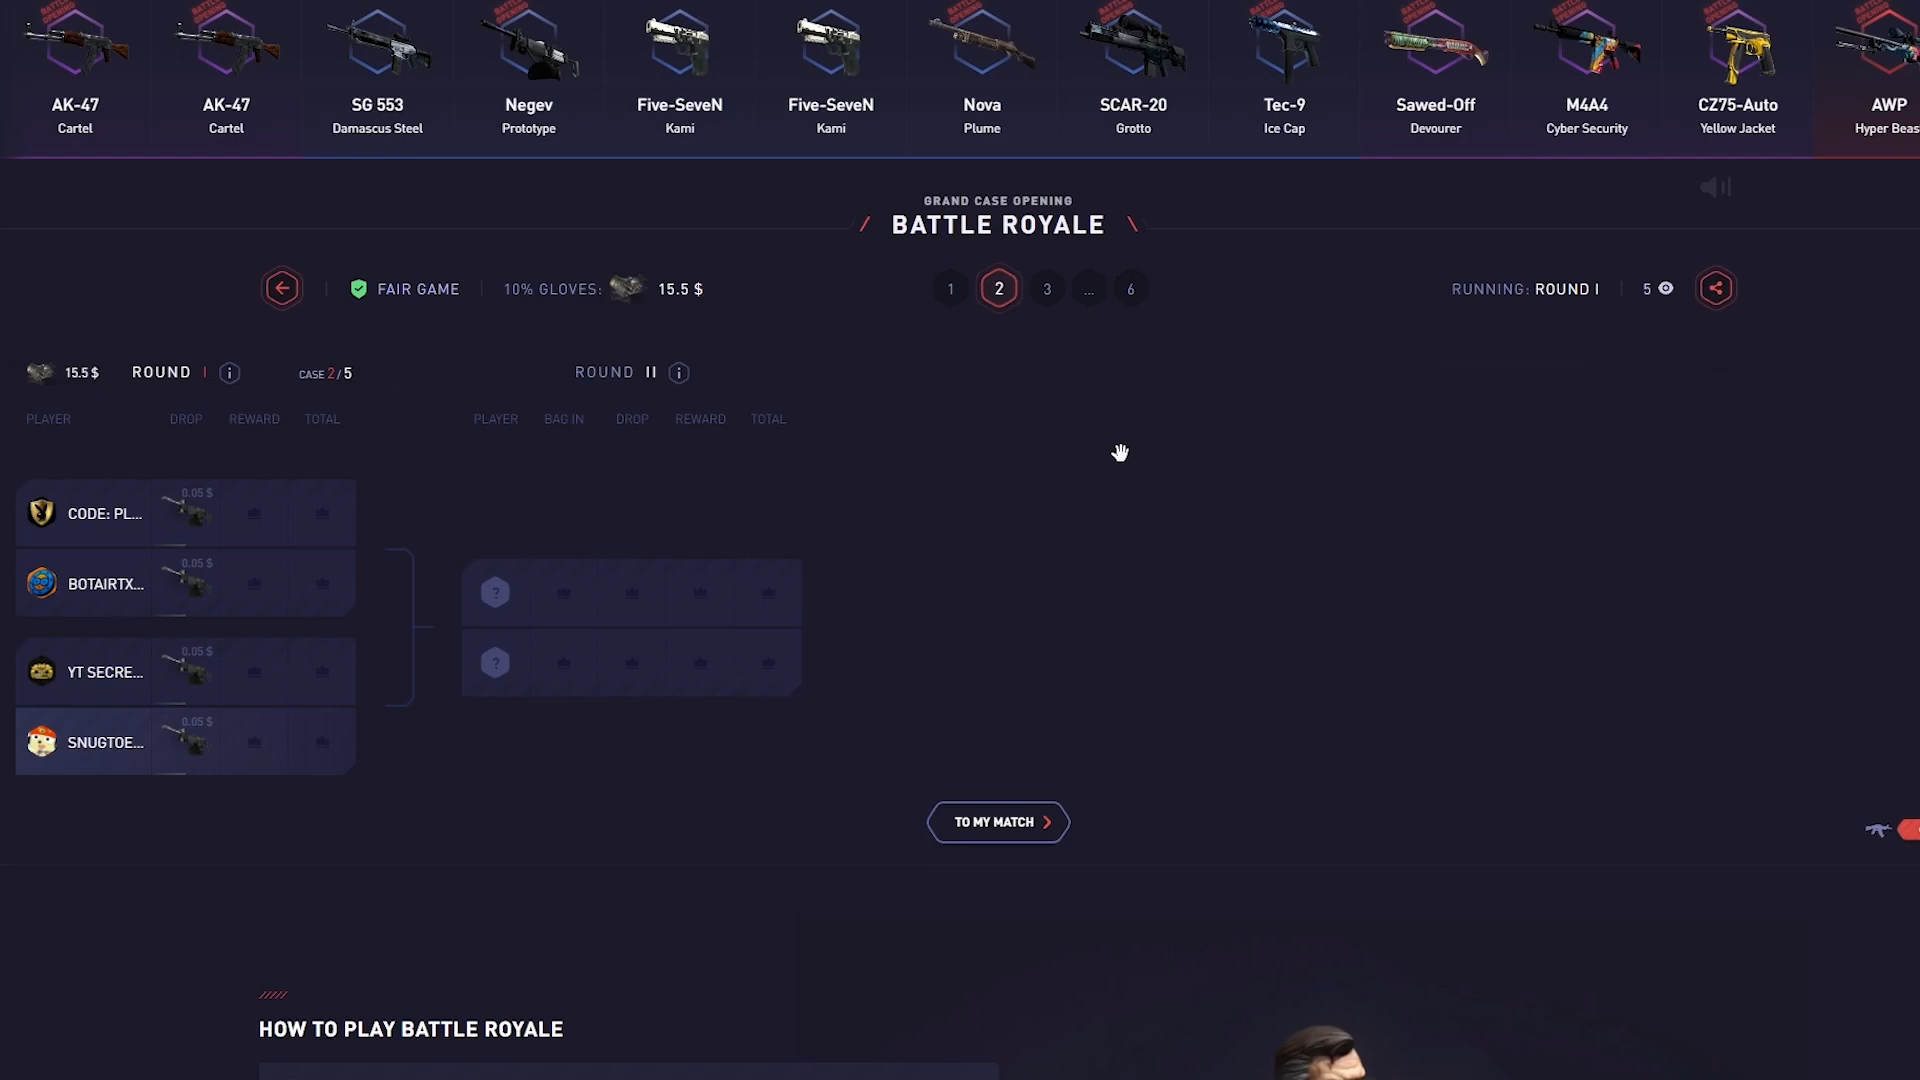 AK-47
Cartel
AK-47
Cartel
SG 553
Damascus Steel
Negev
Prototype
Five-SeveN
Kami
Five-SeveN
Kami
Nova
Plume
SCAR-20
Grotto
Tec-9
Ice Cap
Sawed-Off
Devourer
M4A4
Cyber Security
CZ75-Auto
Yellow Jacket
AWP
Hyper Beas
GRAND CASE OPENING
BATTLE ROYALE
FAIR GAME
10% GLOVES: 15.5 $
1 2 3 ... 6
RUNNING: ROUND I
5
15.5 $ ROUND I i CASE 2/5
ROUND II i
PLAYER DROP REWARD TOTAL
PLAYER BAG IN DROP REWARD TOTAL
CODE: PL... 0.05 $
BOTAIRTX... 0.05 $
?
?
YT SECRE... 0.05 $
SNUGTOE... 0.05 $
TO MY MATCH
HOW TO PLAY BATTLE ROYALE